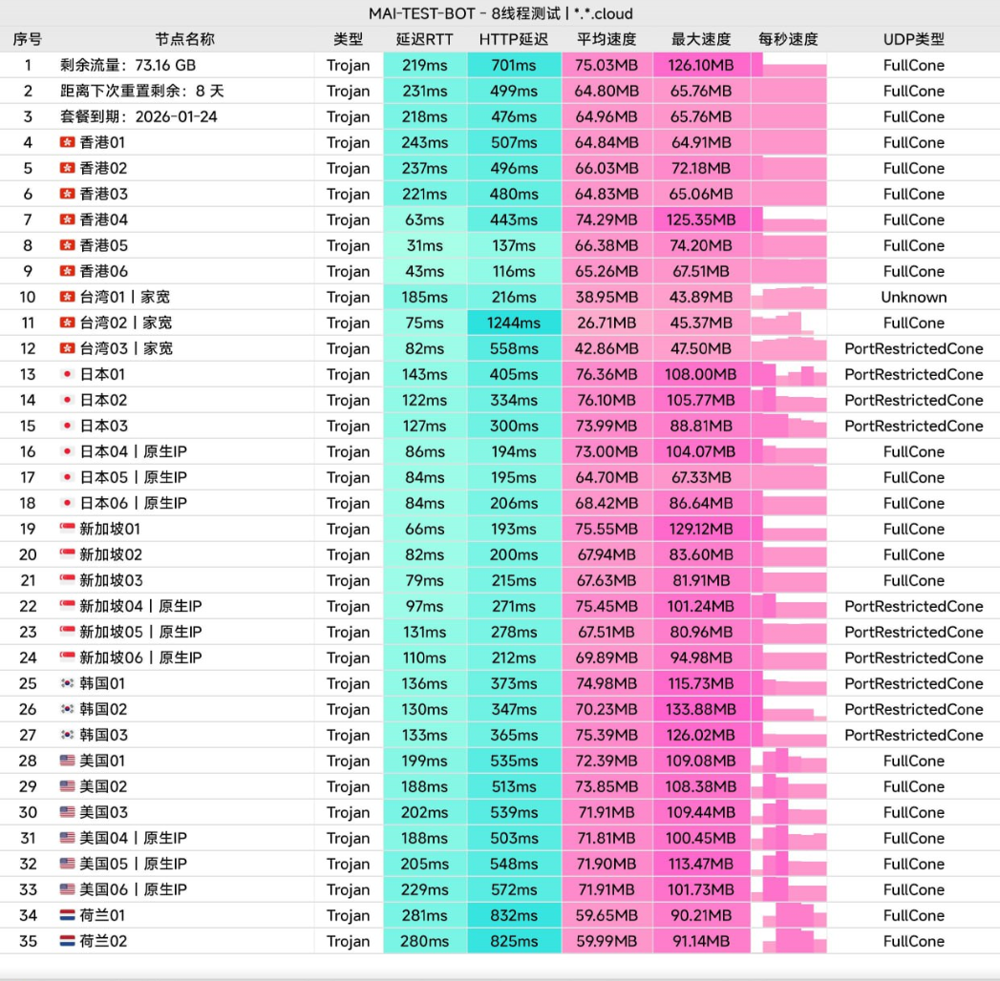 MAI-TEST-BOT - 8线程测试 | *.*.cloud
序号 节点名称 类型 延迟RTT HTTP延迟 平均速度 最大速度 每秒速度 UDP类型
1 剩余流量：73.16 GB Trojan 219ms 701ms 75.03MB 126.10MB FullCone
2 距离下次重置剩余：8 天 Trojan 231ms 499ms 64.80MB 65.76MB FullCone
3 套餐到期：2026-01-24 Trojan 218ms 476ms 64.96MB 65.76MB FullCone
4 香港01 Trojan 243ms 507ms 64.84MB 64.91MB FullCone
5 香港02 Trojan 237ms 496ms 66.03MB 72.18MB FullCone
6 香港03 Trojan 221ms 480ms 64.83MB 65.06MB FullCone
7 香港04 Trojan 63ms 443ms 74.29MB 125.35MB FullCone
8 香港05 Trojan 31ms 137ms 66.38MB 74.20MB FullCone
9 香港06 Trojan 43ms 116ms 65.26MB 67.51MB FullCone
10 台湾01 | 家宽 Trojan 185ms 216ms 38.95MB 43.89MB Unknown
11 台湾02 | 家宽 Trojan 75ms 1244ms 26.71MB 45.37MB FullCone
12 台湾03 | 家宽 Trojan 82ms 558ms 42.86MB 47.50MB PortRestrictedCone
13 日本01 Trojan 143ms 405ms 76.36MB 108.00MB PortRestrictedCone
14 日本02 Trojan 122ms 334ms 76.10MB 105.77MB PortRestrictedCone
15 日本03 Trojan 127ms 300ms 73.99MB 88.81MB PortRestrictedCone
16 日本04 | 原生IP Trojan 86ms 194ms 73.00MB 104.07MB FullCone
17 日本05 | 原生IP Trojan 84ms 195ms 64.70MB 67.33MB FullCone
18 日本06 | 原生IP Trojan 84ms 206ms 68.42MB 86.64MB FullCone
19 新加坡01 Trojan 66ms 193ms 75.55MB 129.12MB FullCone
20 新加坡02 Trojan 82ms 200ms 67.94MB 83.60MB FullCone
21 新加坡03 Trojan 79ms 215ms 67.63MB 81.91MB FullCone
22 新加坡04 | 原生IP Trojan 97ms 271ms 75.45MB 101.24MB PortRestrictedCone
23 新加坡05 | 原生IP Trojan 131ms 278ms 67.51MB 80.96MB PortRestrictedCone
24 新加坡06 | 原生IP Trojan 110ms 212ms 69.89MB 94.98MB PortRestrictedCone
25 韩国01 Trojan 136ms 373ms 74.98MB 115.73MB PortRestrictedCone
26 韩国02 Trojan 130ms 347ms 70.23MB 133.88MB PortRestrictedCone
27 韩国03 Trojan 133ms 365ms 75.39MB 126.02MB PortRestrictedCone
28 美国01 Trojan 199ms 535ms 72.39MB 109.08MB FullCone
29 美国02 Trojan 188ms 513ms 73.85MB 108.38MB FullCone
30 美国03 Trojan 202ms 539ms 71.91MB 109.44MB FullCone
31 美国04 | 原生IP Trojan 188ms 503ms 71.81MB 100.45MB FullCone
32 美国05 | 原生IP Trojan 205ms 548ms 71.90MB 113.47MB FullCone
33 美国06 | 原生IP Trojan 229ms 572ms 71.91MB 101.73MB FullCone
34 荷兰01 Trojan 281ms 832ms 59.65MB 90.21MB FullCone
35 荷兰02 Trojan 280ms 825ms 59.99MB 91.14MB FullCone